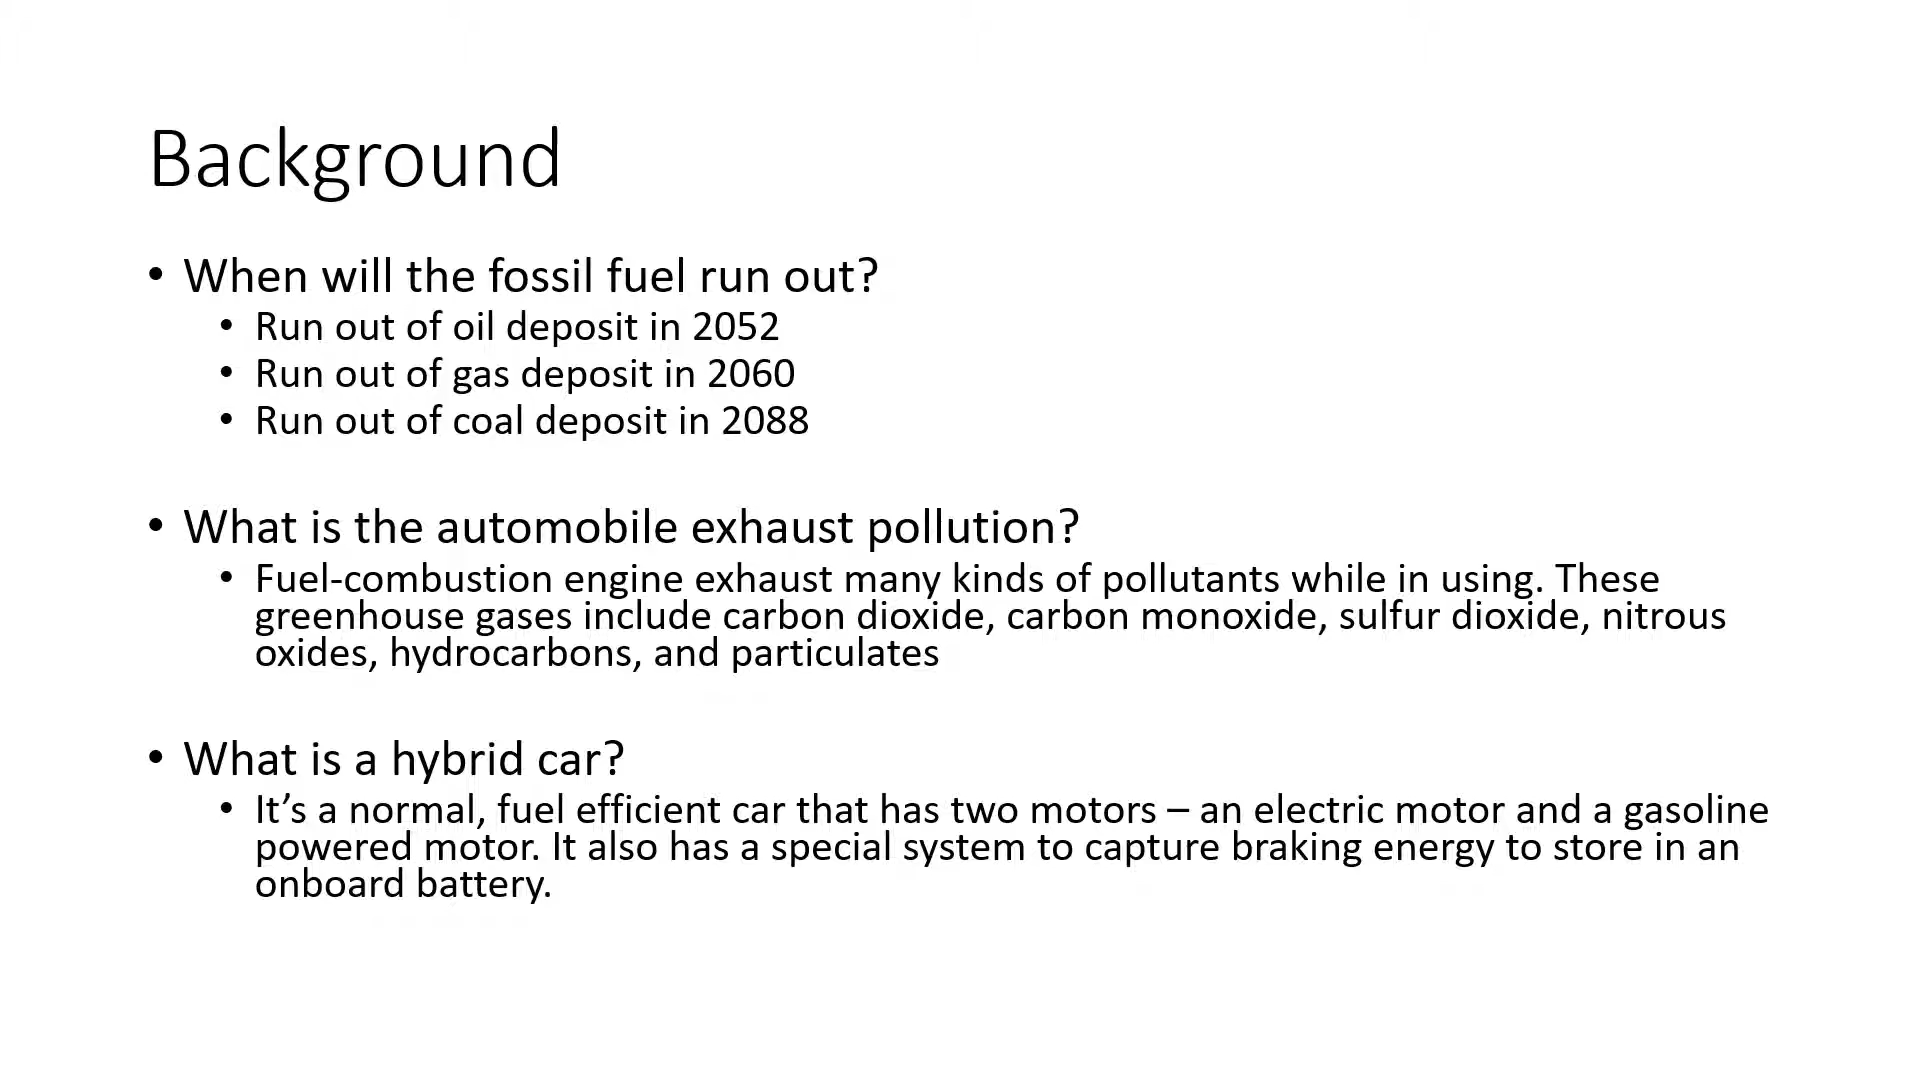 Background
• When will the fossil fuel run out?
• Run out of oil deposit in 2052
• Run out of gas deposit in 2060
• Run out of coal deposit in 2088
• What is the automobile exhaust pollution?
• Fuel-combustion engine exhaust many kinds of pollutants while in using. These
greenhouse gases include carbon dioxide, carbon monoxide, sulfur dioxide, nitrous
oxides, hydrocarbons, and particulates
• What is a hybrid car?
• It’s a normal, fuel efficient car that has two motors – an electric motor and a gasoline
powered motor. It also has a special system to capture braking energy to store in an
onboard battery.